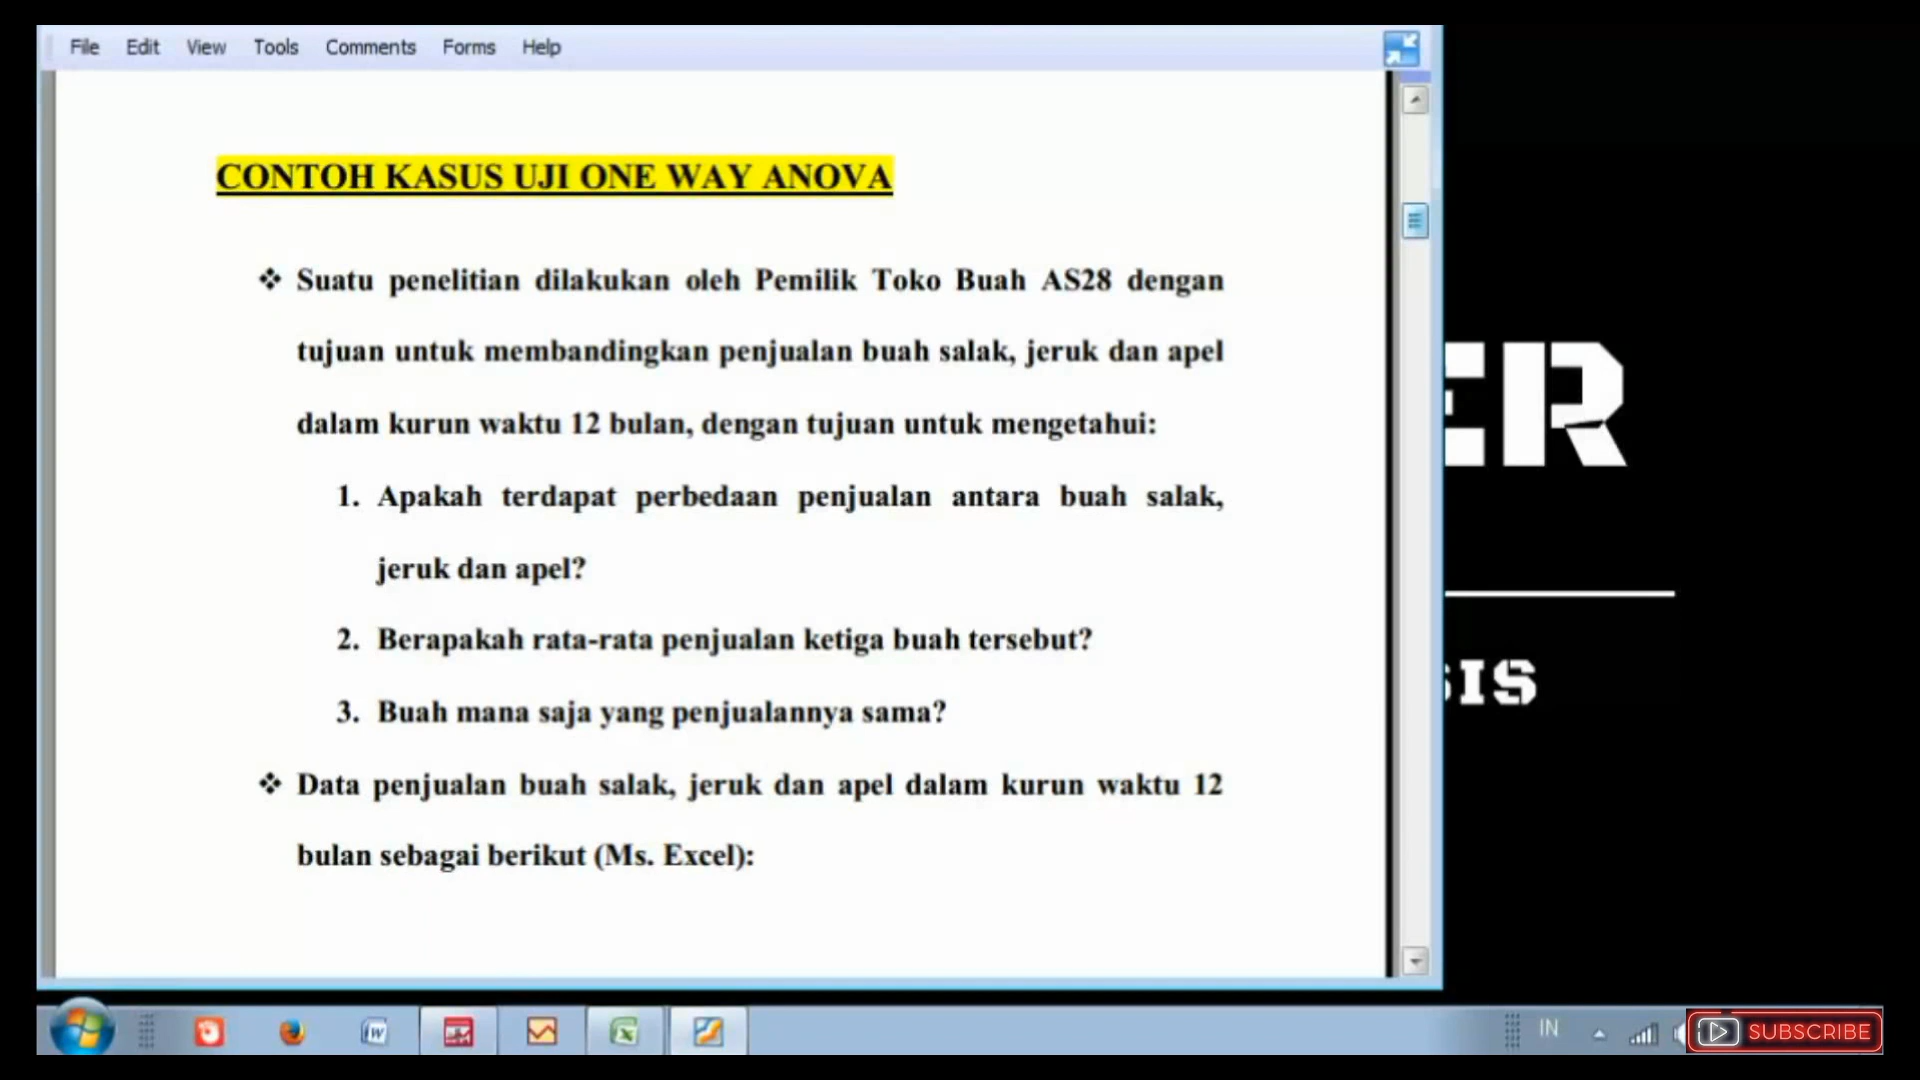 File Edit View Tools Comments Forms Help
CONTOH KASUS UJI ONE WAY ANOVA
❖ Suatu penelitian dilakukan oleh Pemilik Toko Buah AS28 dengan
tujuan untuk membandingkan penjualan buah salak, jeruk dan apel
dalam kurun waktu 12 bulan, dengan tujuan untuk mengetahui:
1. Apakah terdapat perbedaan penjualan antara buah salak,
jeruk dan apel?
2. Berapakah rata-rata penjualan ketiga buah tersebut?
3. Buah mana saja yang penjualannya sama?
❖ Data penjualan buah salak, jeruk dan apel dalam kurun waktu 12
bulan sebagai berikut (Ms. Excel):
ER
SIS
IN
SUBSCRIBE